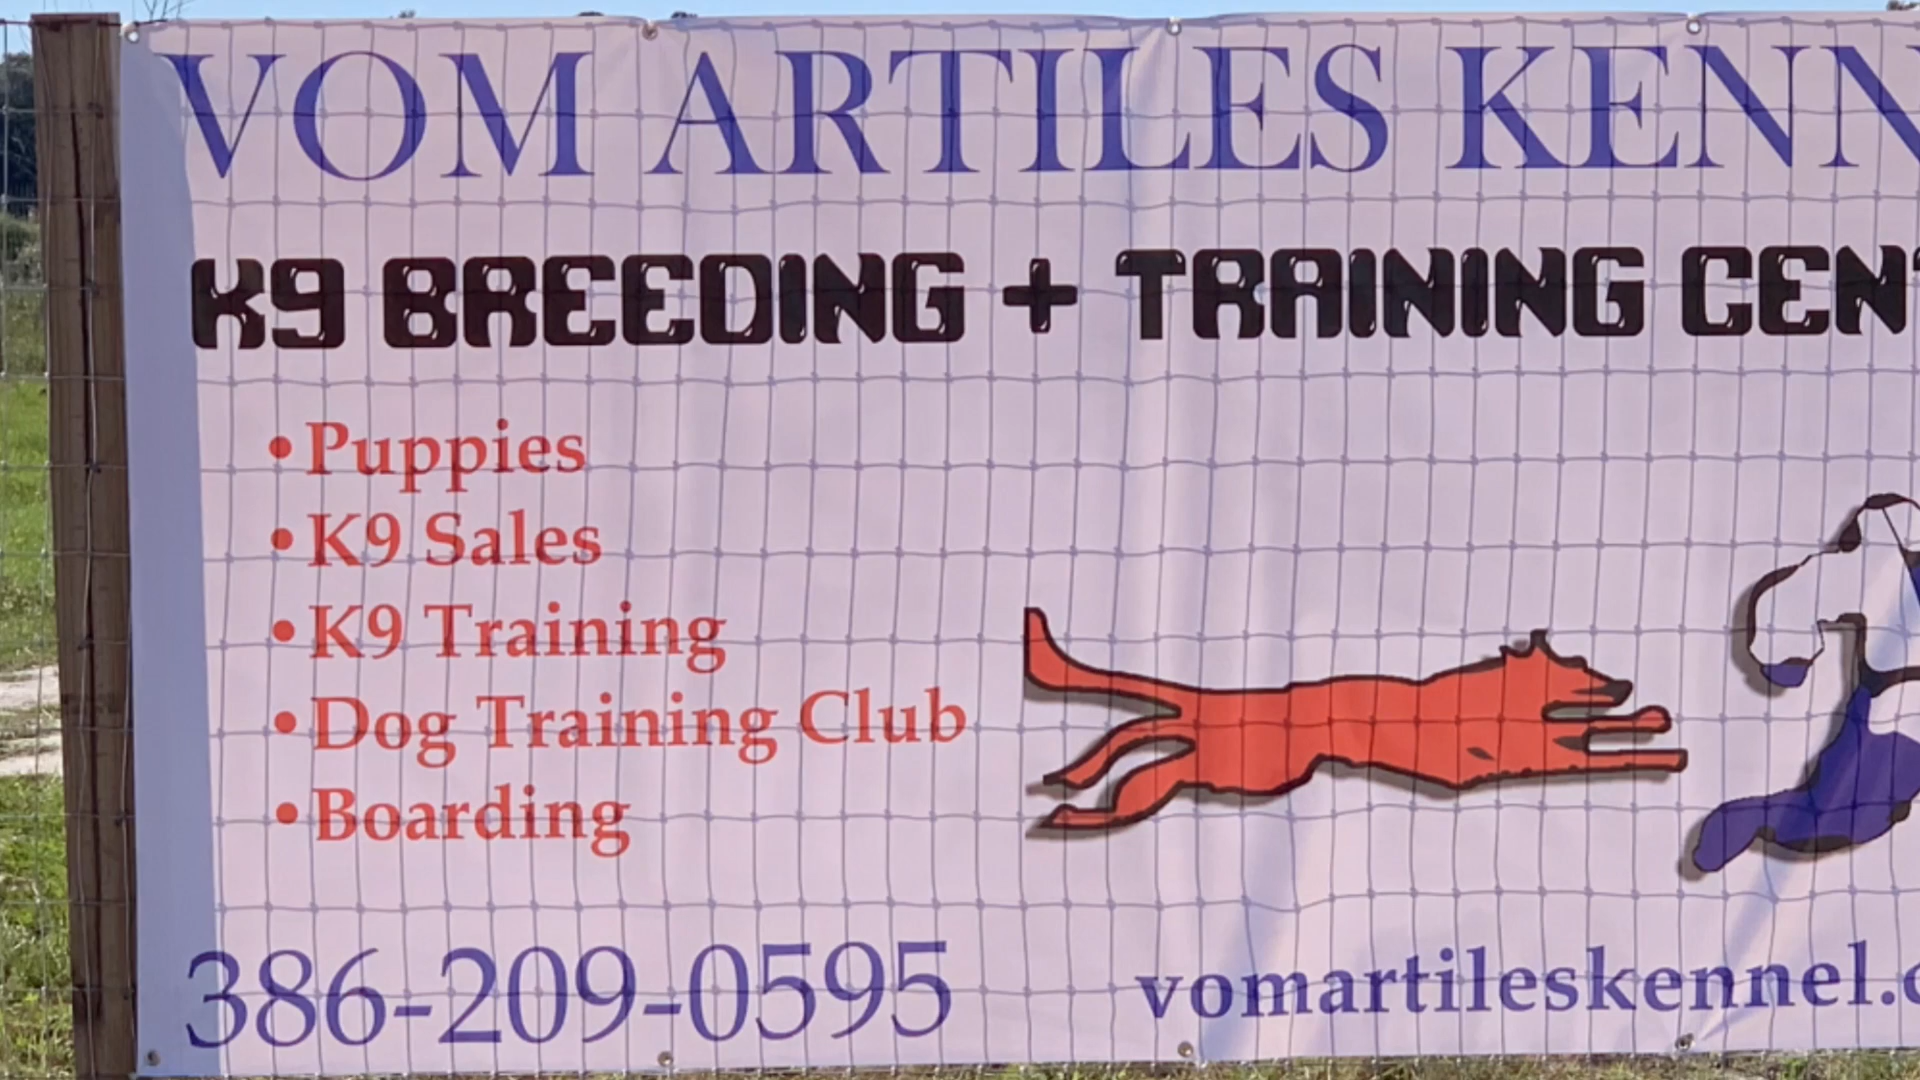 VOM ARTILES KENN
K9 BREEDING + TRAINING CENT
•Puppies
•K9 Sales
•K9 Training
•Dog Training Club
•Boarding
386-209-0595
vomartileskennel.c